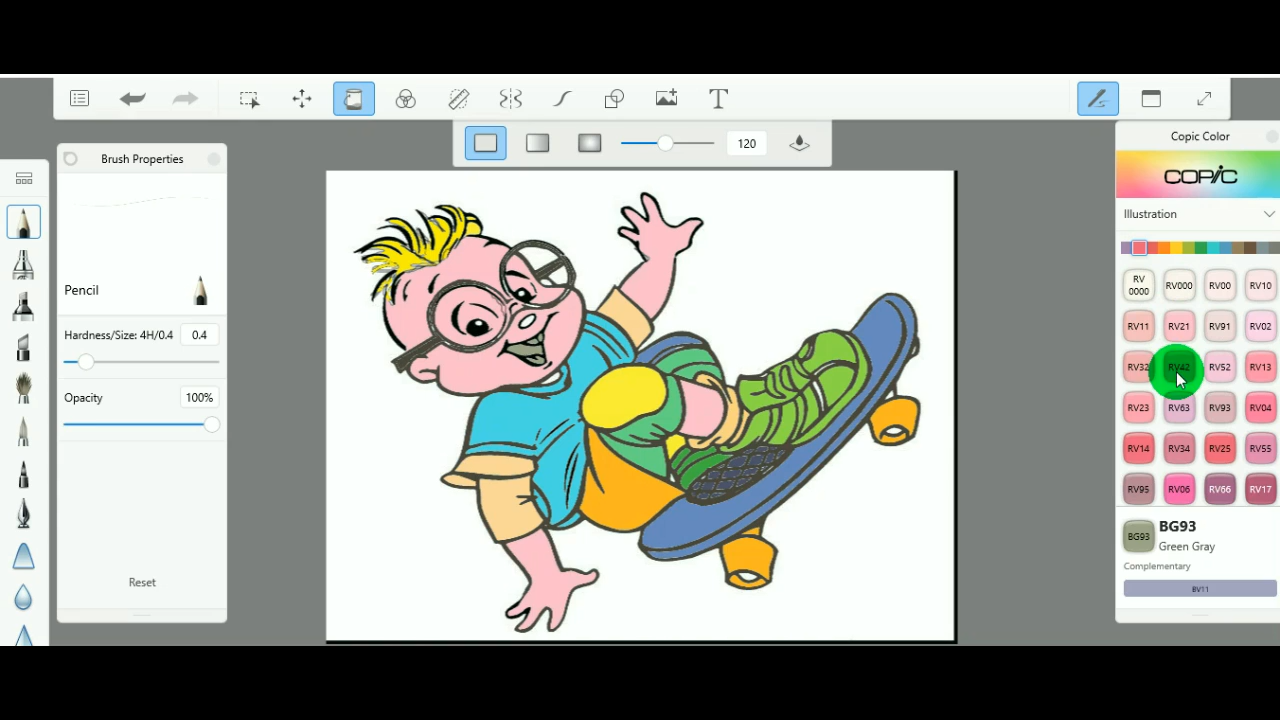 120
Brush Properties
Copic Color
COPIC
Illustration
Pencil
Hardness/Size: 4H/0.4 0.4
Opacity 100%
Reset
RV 0000 RV000 RV00 RV10
RV11 RV21 RV91 RV02
RV32 RV42 RV52 RV13
RV23 RV63 RV93 RV04
RV14 RV34 RV25 RV55
RV95 RV06 RV66 RV17
BG93 BG93
Green Gray
Complementary
BV11